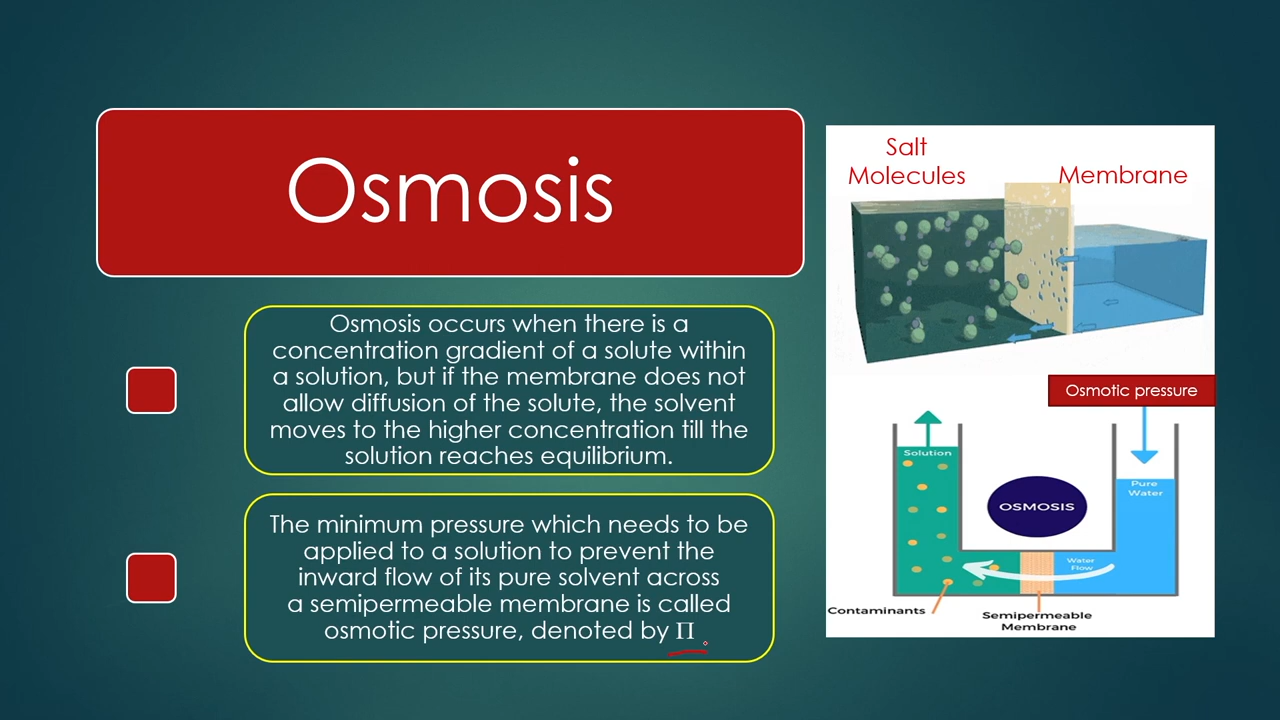 Osmosis
Osmosis occurs when there is a
concentration gradient of a solute within
a solution, but if the membrane does not
allow diffusion of the solute, the solvent
moves to the higher concentration till the
solution reaches equilibrium.
The minimum pressure which needs to be
applied to a solution to prevent the
inward flow of its pure solvent across
a semipermeable membrane is called
osmotic pressure, denoted by Π
Salt
Molecules
Membrane
Osmotic pressure
Solution
Pure
Water
OSMOSIS
Water
Flow
Contaminants
Semipermeable
Membrane